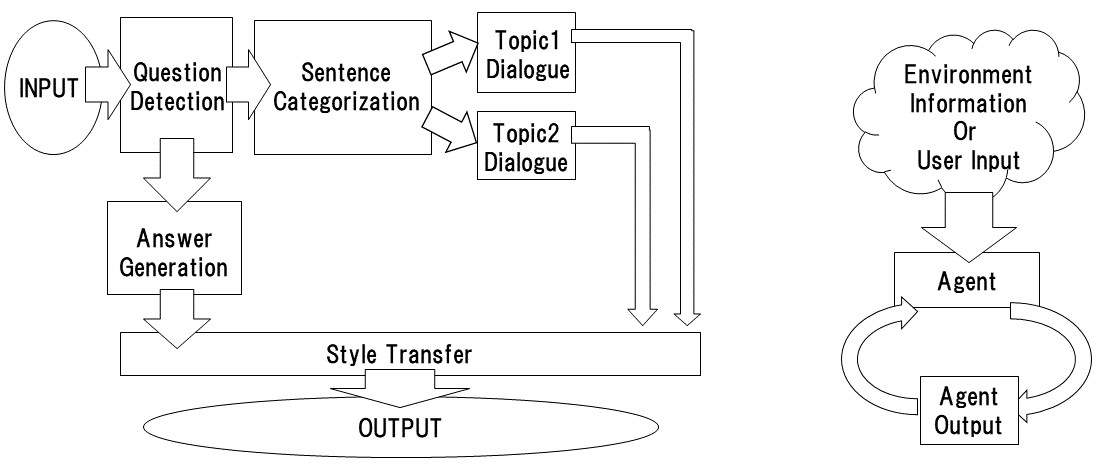 INPUT
Question
Detection
Sentence
Categorization
Topic1
Dialogue
Topic2
Dialogue
Answer
Generation
Style Transfer
OUTPUT
Environment
Information
Or
User Input
Agent
Agent
Output